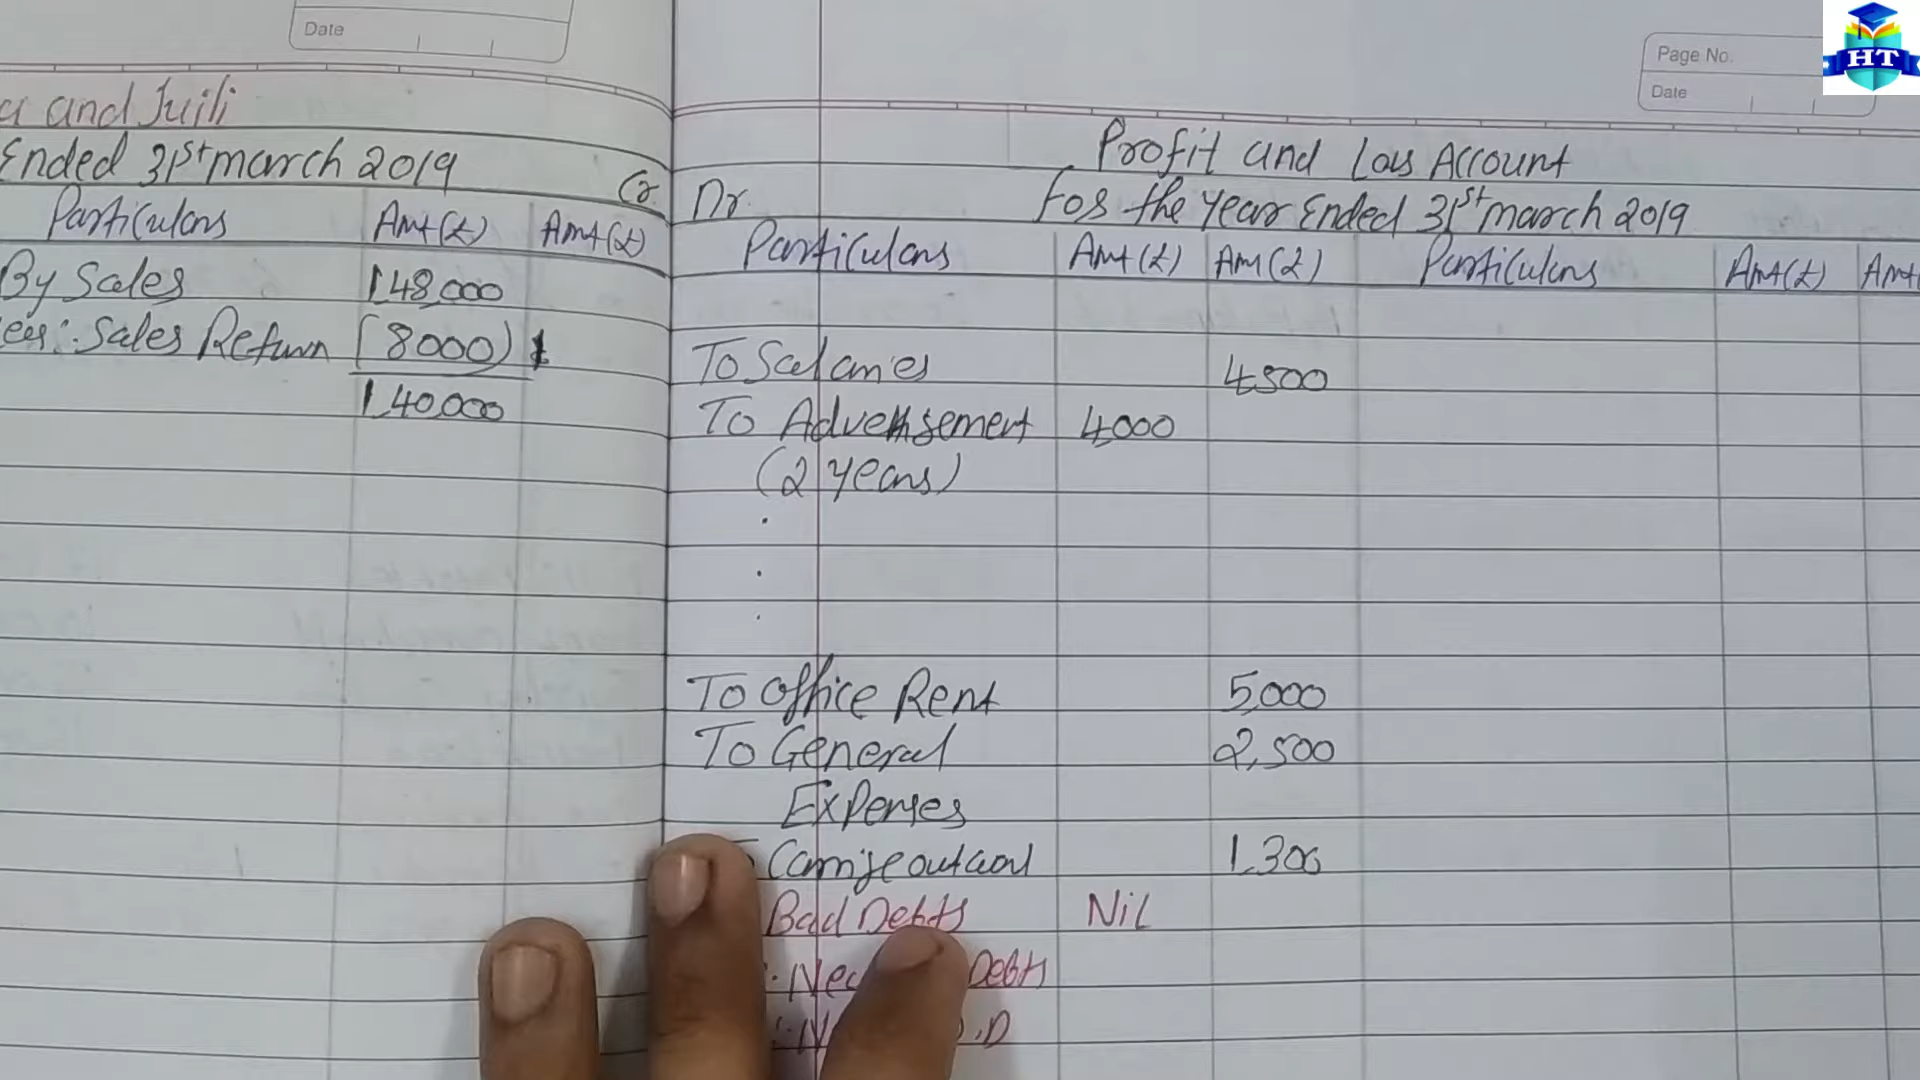 Date
and Juili
Ended 31st march 2019
Cr.
Particulars Amt(₹) Amt(₹)
By Sales 1,48,000
Sales Return (8000)
1,40,000
Page No.
HT
Date
Profit and Loss Account
Dr. For the Year Ended 31st march 2019
Particulars Amt(₹) Am(₹) Particulars Amt(₹) Amt
To Salaries 4,500
To Advertisement 4,000
(2 years)
.
.
.
To Office Rent 5,000
To General 2,500
Expenses
Carriage outward 1,300
Bad Debts Nil
Debts
.D